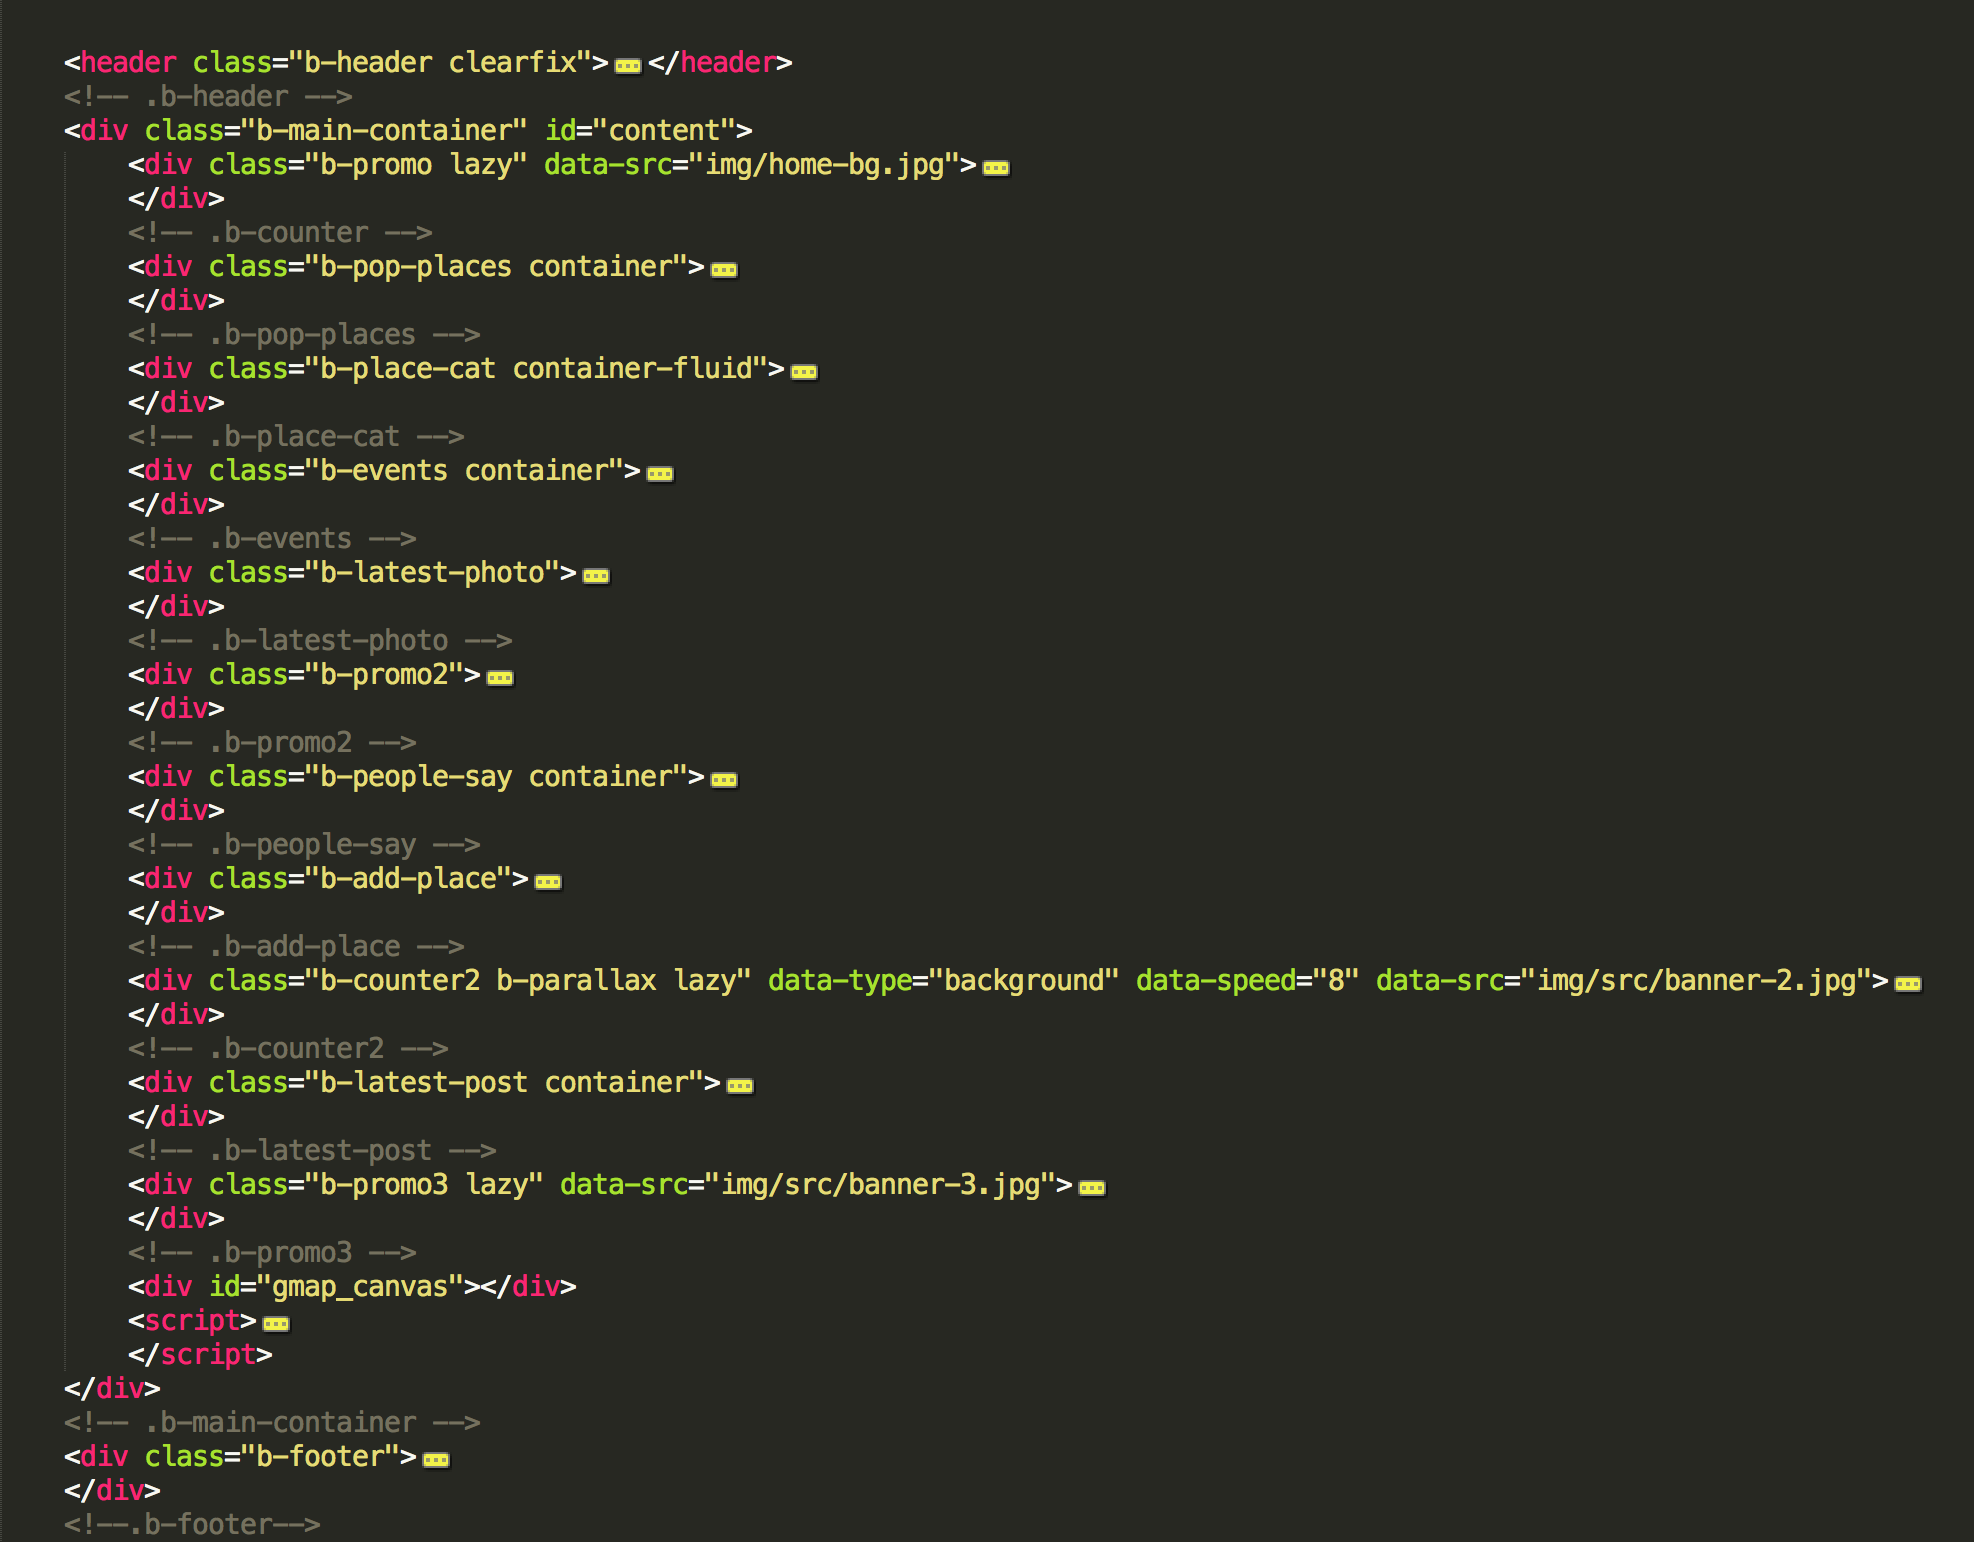 <header class="b-header clearfix"></header>
<!-- .b-header -->
<div class="b-main-container" id="content">
<div class="b-promo lazy" data-src="img/home-bg.jpg">
</div>
<!-- .b-counter -->
<div class="b-pop-places container">
</div>
<!-- .b-pop-places -->
<div class="b-place-cat container-fluid">
</div>
<!-- .b-place-cat -->
<div class="b-events container">
</div>
<!-- .b-events -->
<div class="b-latest-photo">
</div>
<!-- .b-latest-photo -->
<div class="b-promo2">
</div>
<!-- .b-promo2 -->
<div class="b-people-say container">
</div>
<!-- .b-people-say -->
<div class="b-add-place">
</div>
<!-- .b-add-place -->
<div class="b-counter2 b-parallax lazy" data-type="background" data-speed="8" data-src="img/src/banner-2.jpg">
</div>
<!-- .b-counter2 -->
<div class="b-latest-post container">
</div>
<!-- .b-latest-post -->
<div class="b-promo3 lazy" data-src="img/src/banner-3.jpg">
</div>
<!-- .b-promo3 -->
<div id="gmap_canvas"></div>
<script>
</script>
</div>
<!-- .b-main-container -->
<div class="b-footer">
</div>
<!--.b-footer-->